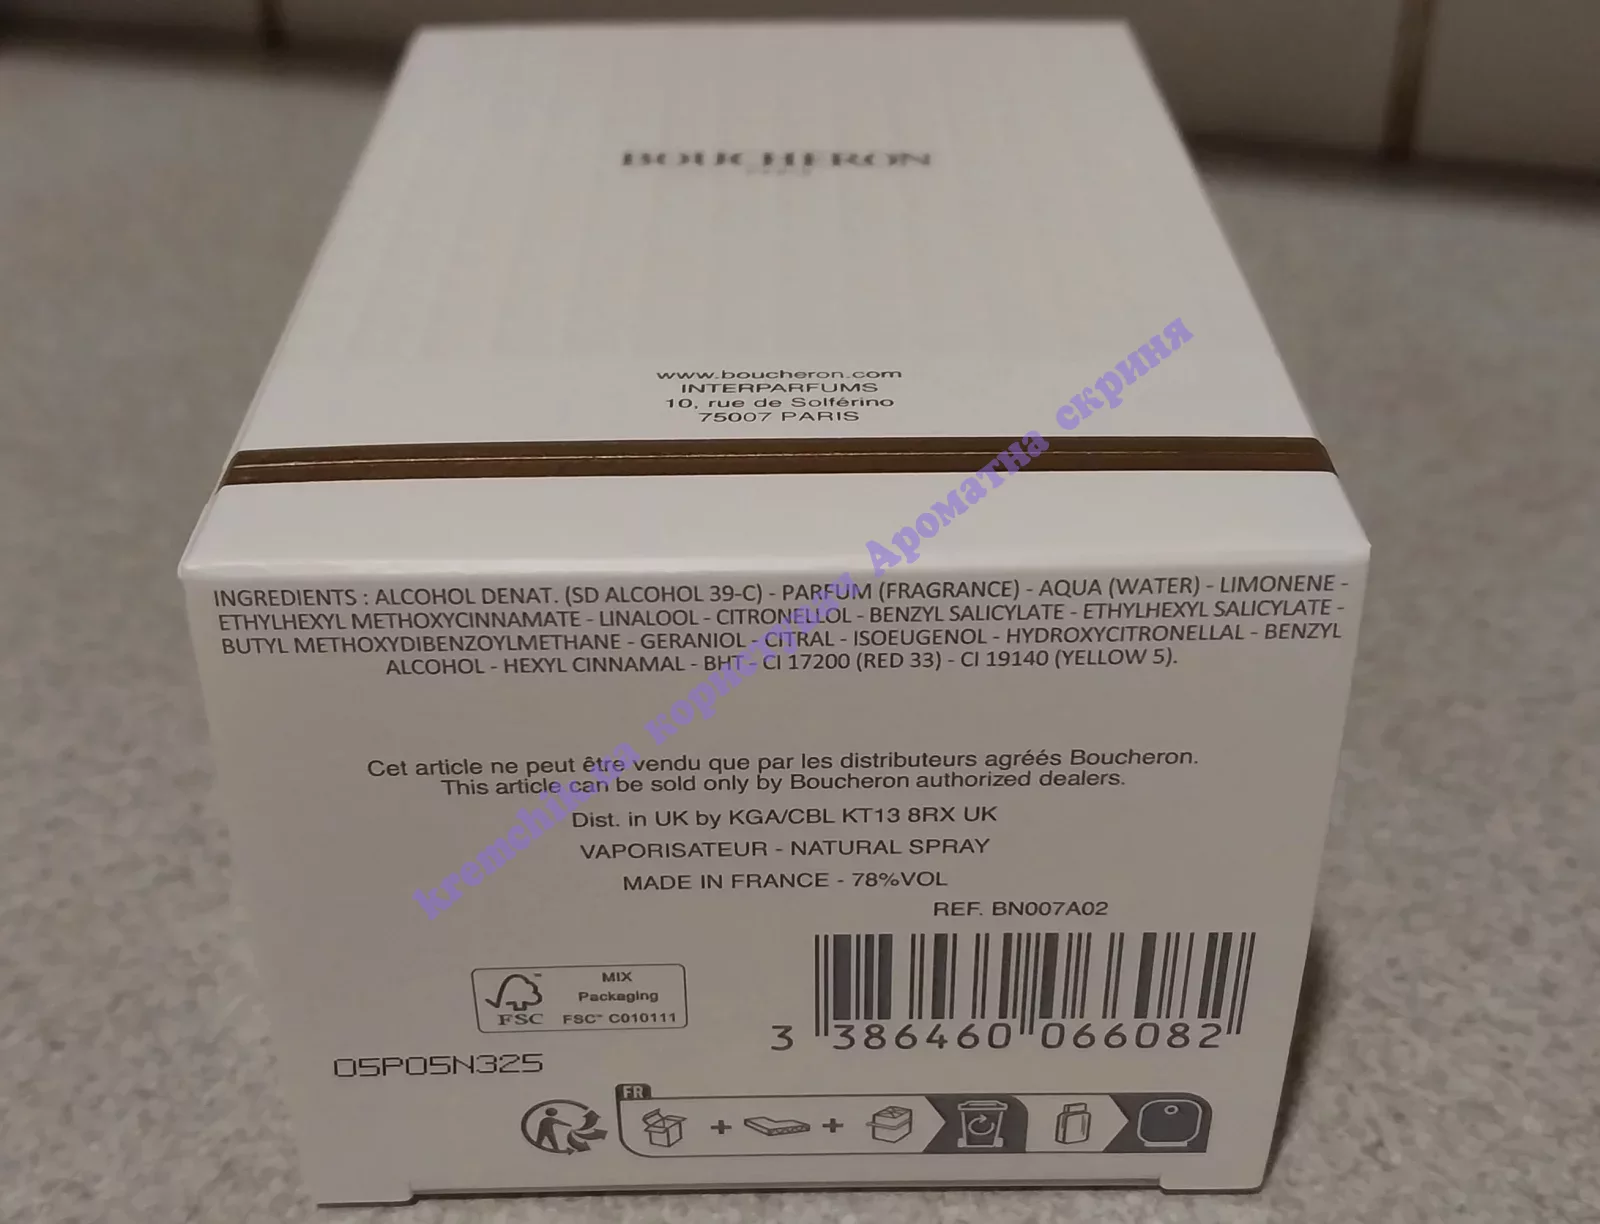 BOUCHERON
www.boucheron.com
INTERPARFUMS
10, rue de Solférino
75007 PARIS
INGREDIENTS : ALCOHOL DENAT. (SD ALCOHOL 39-C) - PARFUM (FRAGRANCE) - AQUA (WATER) - LIMONENE -
ETHYLHEXYL METHOXYCINNAMATE - LINALOOL - CITRONELLOL - BENZYL SALICYLATE - ETHYLHEXYL SALICYLATE -
BUTYL METHOXYDIBENZOYLMETHANE - GERANIOL - CITRAL - ISOEUGENOL - HYDROXYCITRONELLAL - BENZYL
ALCOHOL - HEXYL CINNAMAL - BHT - CI 17200 (RED 33) - CI 19140 (YELLOW 5).
Cet article ne peut être vendu que par les distributeurs agréés Boucheron.
This article can be sold only by Boucheron authorized dealers.
Dist. in UK by KGA/CBL KT13 8RX UK
VAPORISATEUR - NATURAL SPRAY
MADE IN FRANCE - 78%VOL
REF. BN007A02
MIX
Packaging
FSC™ C010111
FSC™
3 386460 066082
05P05N325
FR
+ +
Ароматна скриня